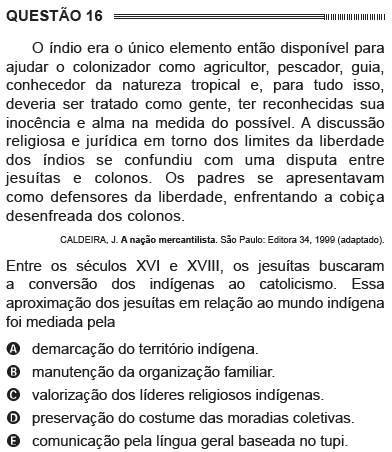 QUESTÃO 16
O índio era o único elemento então disponível para
ajudar o colonizador como agricultor, pescador, guia,
conhecedor da natureza tropical e, para tudo isso,
deveria ser tratado como gente, ter reconhecidas sua
inocência e alma na medida do possível. A discussão
religiosa e jurídica em torno dos limites da liberdade
dos índios se confundiu com uma disputa entre
jesuítas e colonos. Os padres se apresentavam
como defensores da liberdade, enfrentando a cobiça
desenfreada dos colonos.
CALDEIRA, J. A nação mercantilista. São Paulo: Editora 34, 1999 (adaptado).
Entre os séculos XVI e XVIII, os jesuítas buscaram
a conversão dos indígenas ao catolicismo. Essa
aproximação dos jesuítas em relação ao mundo indígena
foi mediada pela
A demarcação do território indígena.
B manutenção da organização familiar.
C valorização dos líderes religiosos indígenas.
D preservação do costume das moradias coletivas.
E comunicação pela língua geral baseada no tupi.